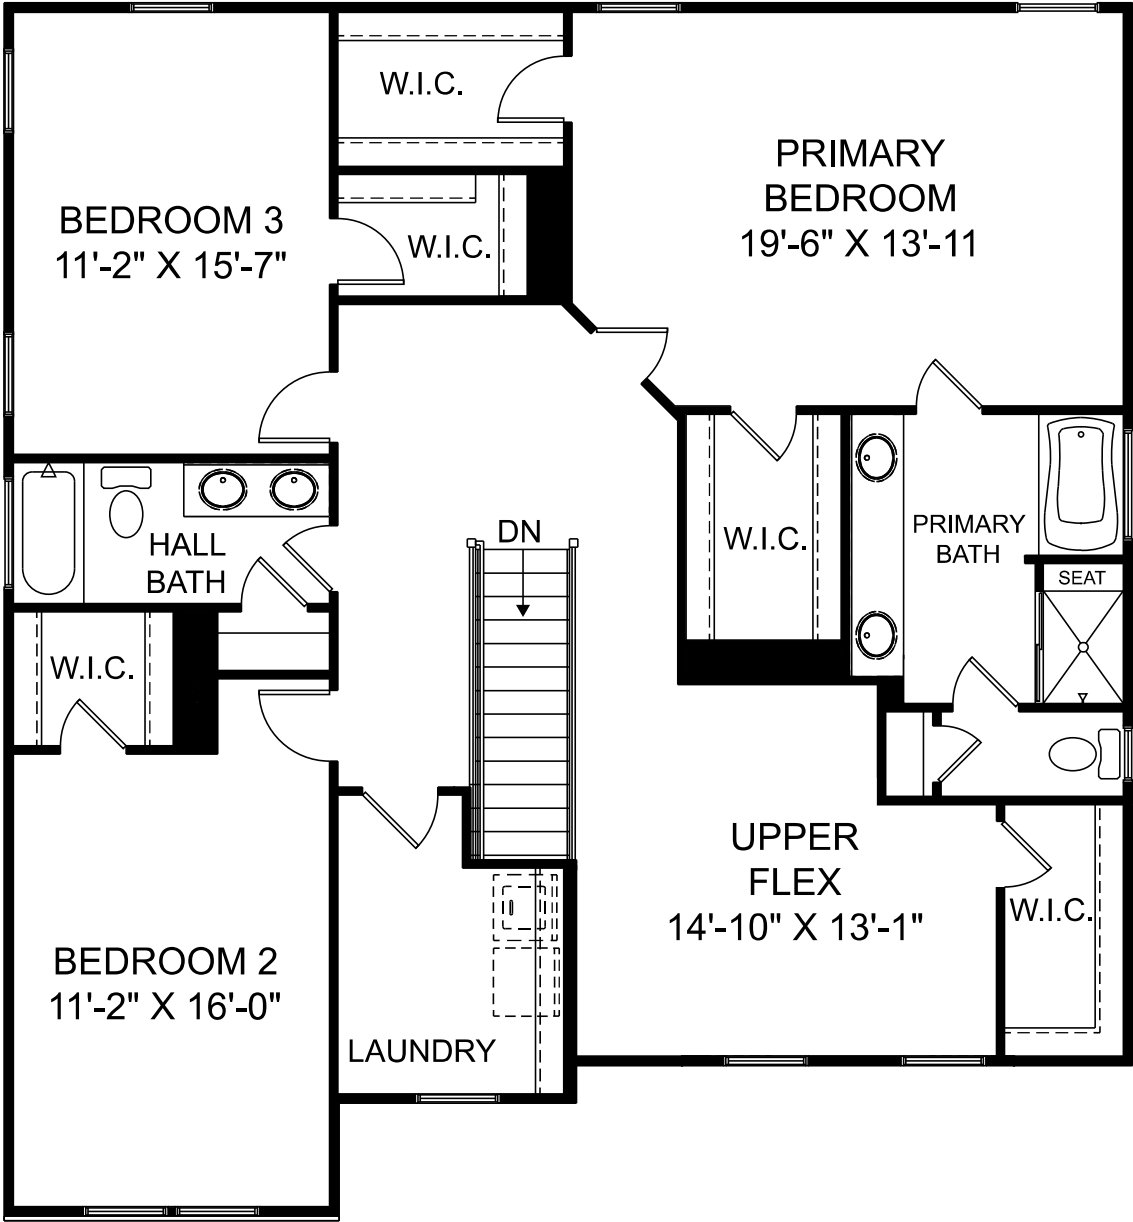 W.I.C.
PRIMARY
BEDROOM
19'-6" X 13'-11
BEDROOM 3
11'-2" X 15'-7"
W.I.C.
DN
W.I.C.
PRIMARY
BATH
HALL
BATH
SEAT
W.I.C.
UPPER
FLEX
14'-10" X 13'-1"
W.I.C.
BEDROOM 2
11'-2" X 16'-0"
LAUNDRY